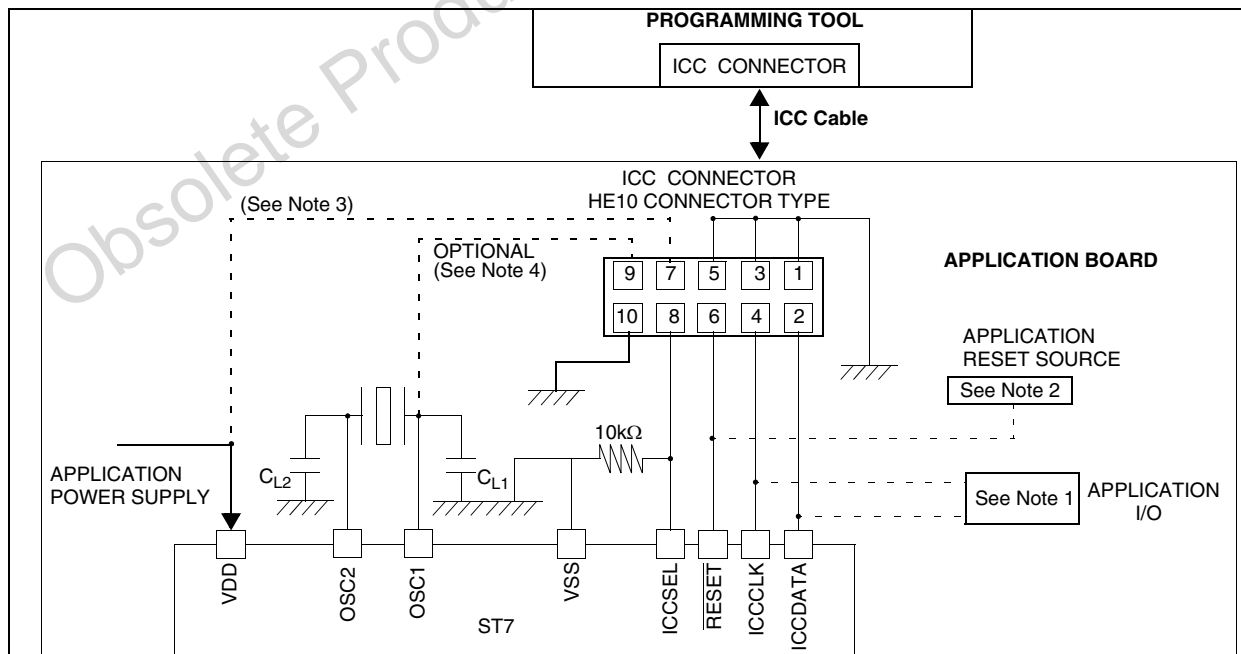 PROGRAMMING TOOL
ICC CONNECTOR
ICC Cable
ICC CONNECTOR
HE10 CONNECTOR TYPE
(See Note 3)
OPTIONAL
(See Note 4)
9 7 5 3 1
10 8 6 4 2
APPLICATION BOARD
APPLICATION
RESET SOURCE
See Note 2
10kΩ
CL2
CL1
APPLICATION
POWER SUPPLY
See Note 1
APPLICATION
I/O
VDD
OSC2
OSC1
VSS
ICCSEL
RESET
ICCCLK
ICCDATA
ST7
Obsolete Produ